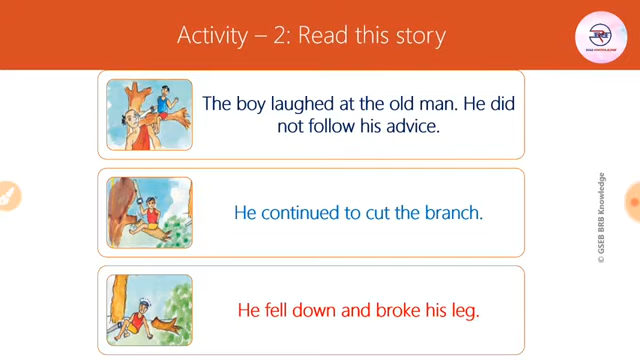 Activity – 2: Read this story
The boy laughed at the old man. He did
not follow his advice.
He continued to cut the branch.
He fell down and broke his leg.
© GSEB BRB Knowledge